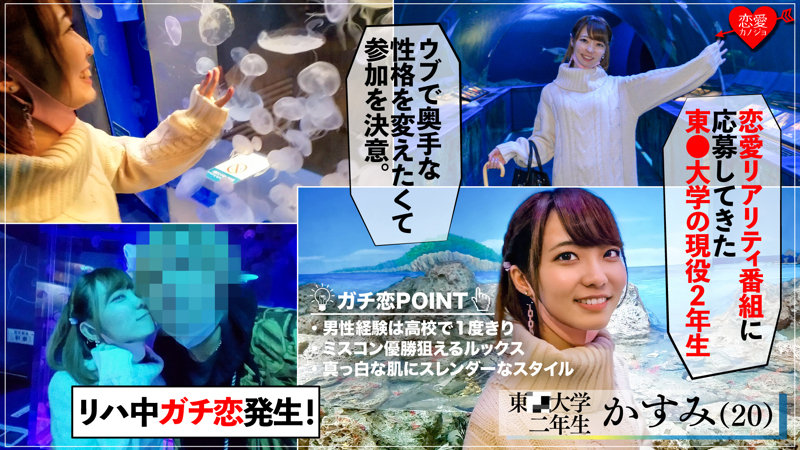 恋愛
カノジョ
恋愛リアリティ番組に
応募してきた
東●大学の現役2年生
ウブで奥手な
性格を変えたくて
参加を決意。
ガチ恋POINT
・男性経験は高校で1度きり
・ミスコン優勝狙えるルックス
・真っ白な肌にスレンダーなスタイル
リハ中ガチ恋発生!
東 大学
二年生
かすみ(20)